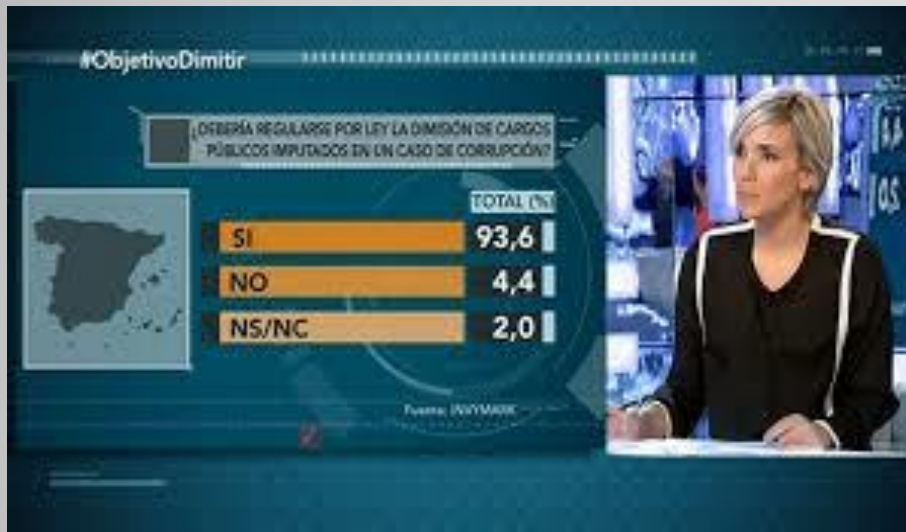 #ObjetivoDimitir
¿DEBERÍA REGULARSE POR LEY LA DIMISIÓN DE CARGOS
PÚBLICOS IMPUTADOS EN UN CASO DE CORRUPCIÓN?
TOTAL (%)
SI 93,6
NO 4,4
NS/NC 2,0
Fuente: INVYMARK